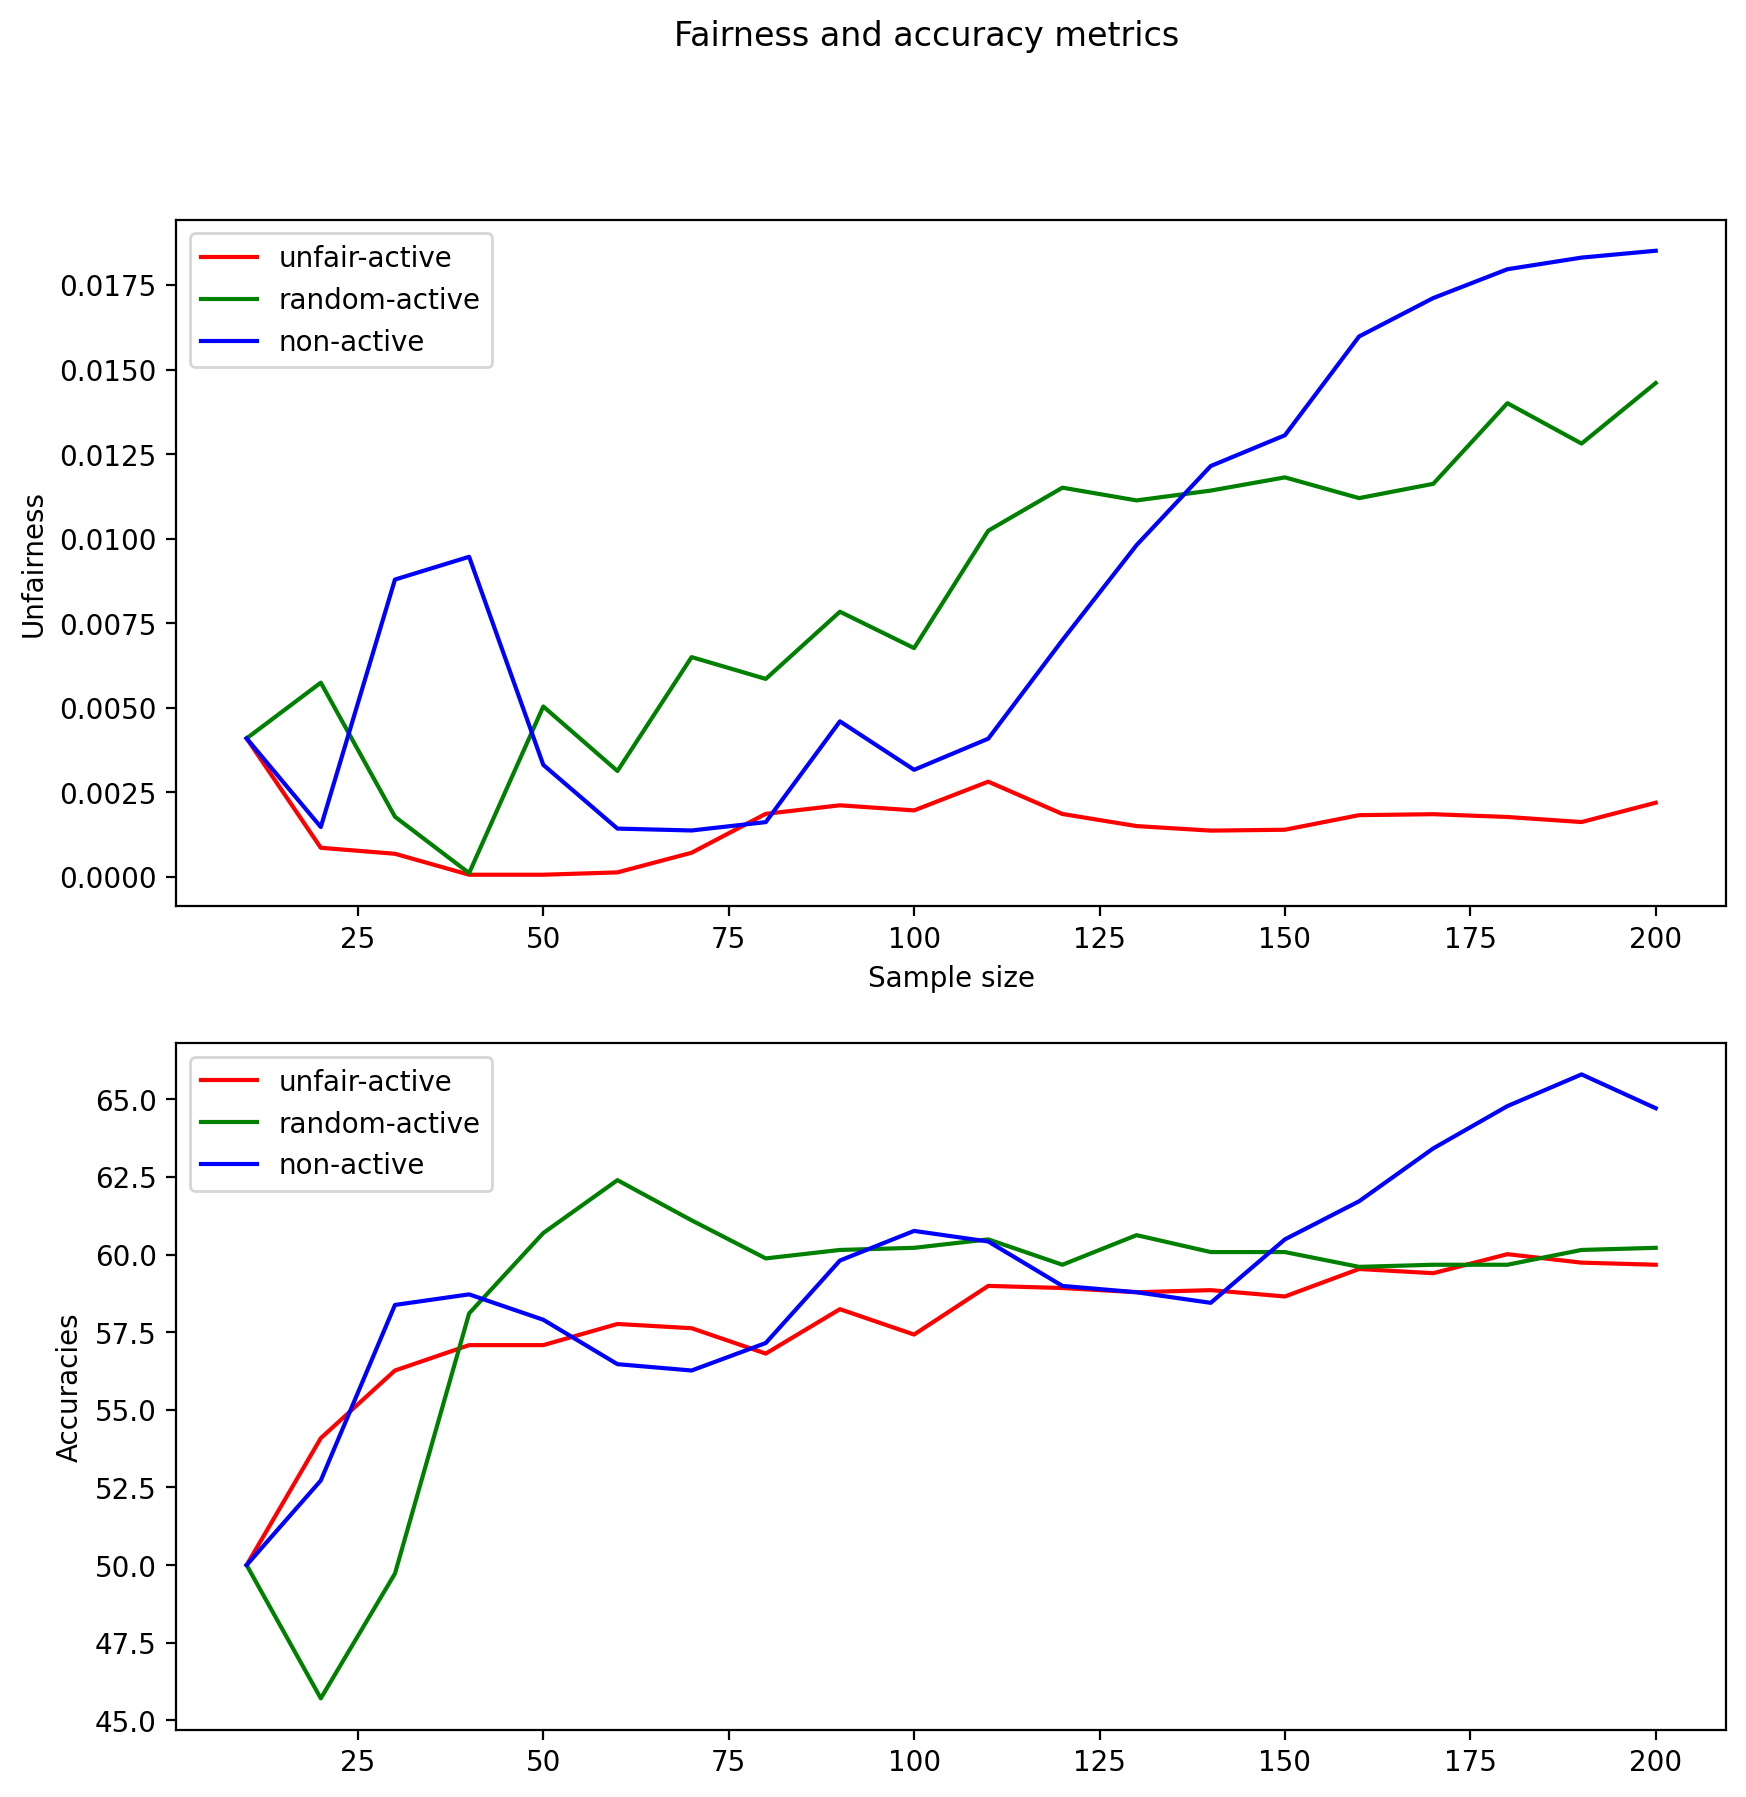 Fairness and accuracy metrics
unfair-active
random-active
non-active
0.0175
0.0150
0.0125
0.0100
0.0075
0.0050
0.0025
0.0000
Unfairness
25 50 75 100 125 150 175 200
Sample size
unfair-active
random-active
non-active
65.0
62.5
60.0
57.5
55.0
52.5
50.0
47.5
45.0
Accuracies
25 50 75 100 125 150 175 200